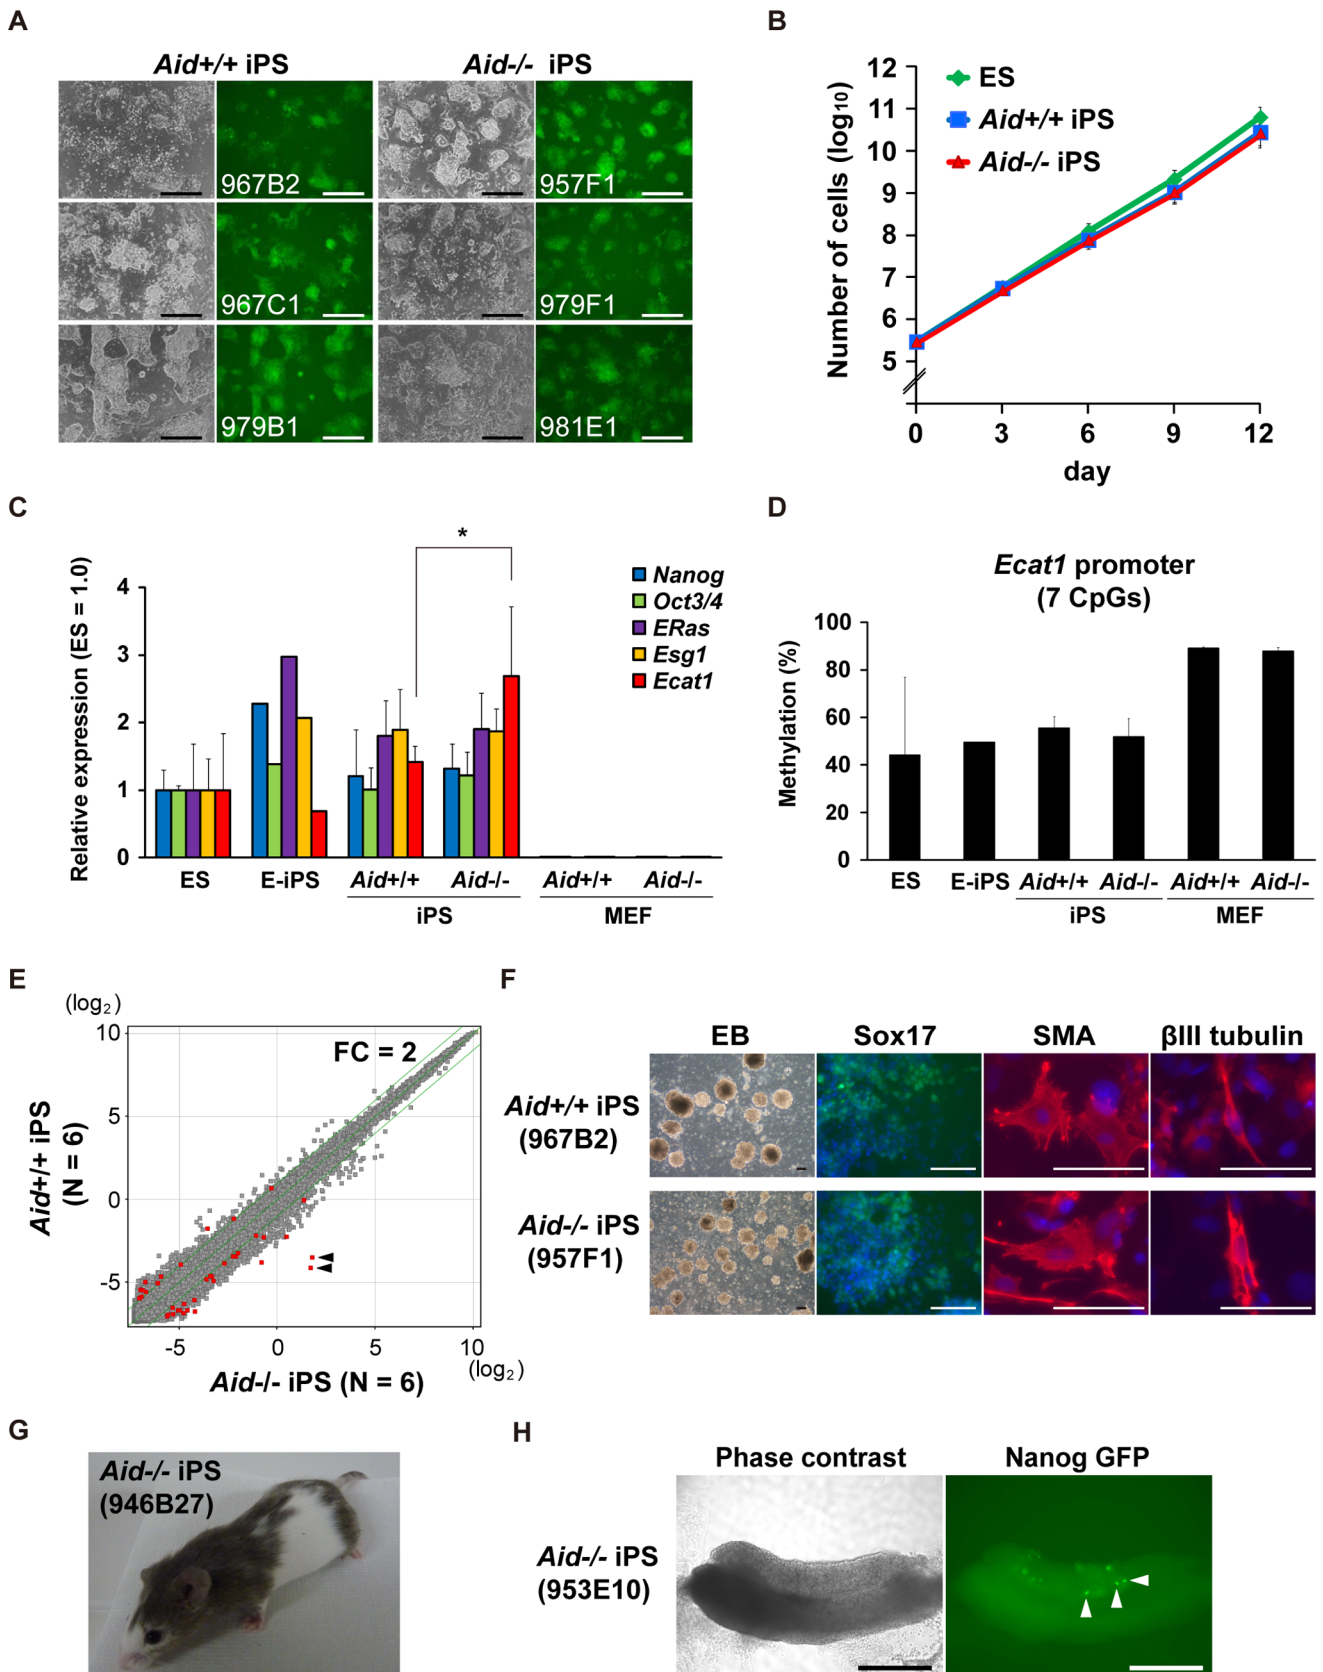 A
Aid+/+ iPS
Aid-/- iPS
967B2
957F1
967C1
979F1
979B1
981E1
B
Number of cells (log10)
12
11
10
9
8
7
6
5
ES
Aid+/+ iPS
Aid-/- iPS
0
3
6
9
12
day
C
Relative expression (ES = 1.0)
4
3
2
1
0
*
Nanog
Oct3/4
ERas
Esg1
Ecat1
ES
E-iPS
Aid+/+
Aid-/-
Aid+/+
Aid-/-
iPS
MEF
D
Ecat1 promoter
(7 CpGs)
Methylation (%)
100
80
60
40
20
0
ES
E-iPS
Aid+/+
Aid-/-
Aid+/+
Aid-/-
iPS
MEF
E
(log2)
10
5
0
-5
FC = 2
Aid+/+ iPS
(N = 6)
-5
0
5
10
(log2)
Aid-/- iPS (N = 6)
F
EB
Sox17
SMA
βIII tubulin
Aid+/+ iPS
(967B2)
Aid-/- iPS
(957F1)
G
Aid-/- iPS
(946B27)
H
Phase contrast
Nanog GFP
Aid-/- iPS
(953E10)